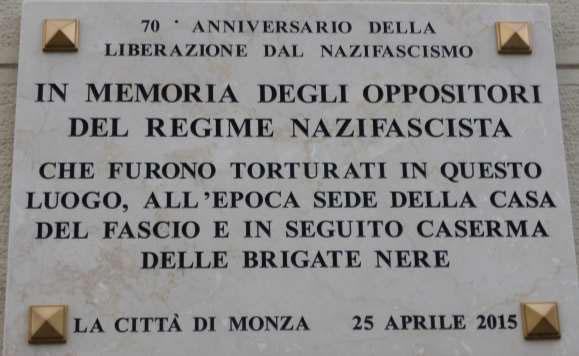 70° ANNIVERSARIO DELLA
LIBERAZIONE DAL NAZIFASCISMO
IN MEMORIA DEGLI OPPOSITORI
DEL REGIME NAZIFASCISTA
CHE FURONO TORTURATI IN QUESTO
LUOGO, ALL'EPOCA SEDE DELLA CASA
DEL FASCIO E IN SEGUITO CASERMA
DELLE BRIGATE NERE
LA CITTÀ DI MONZA 25 APRILE 2015